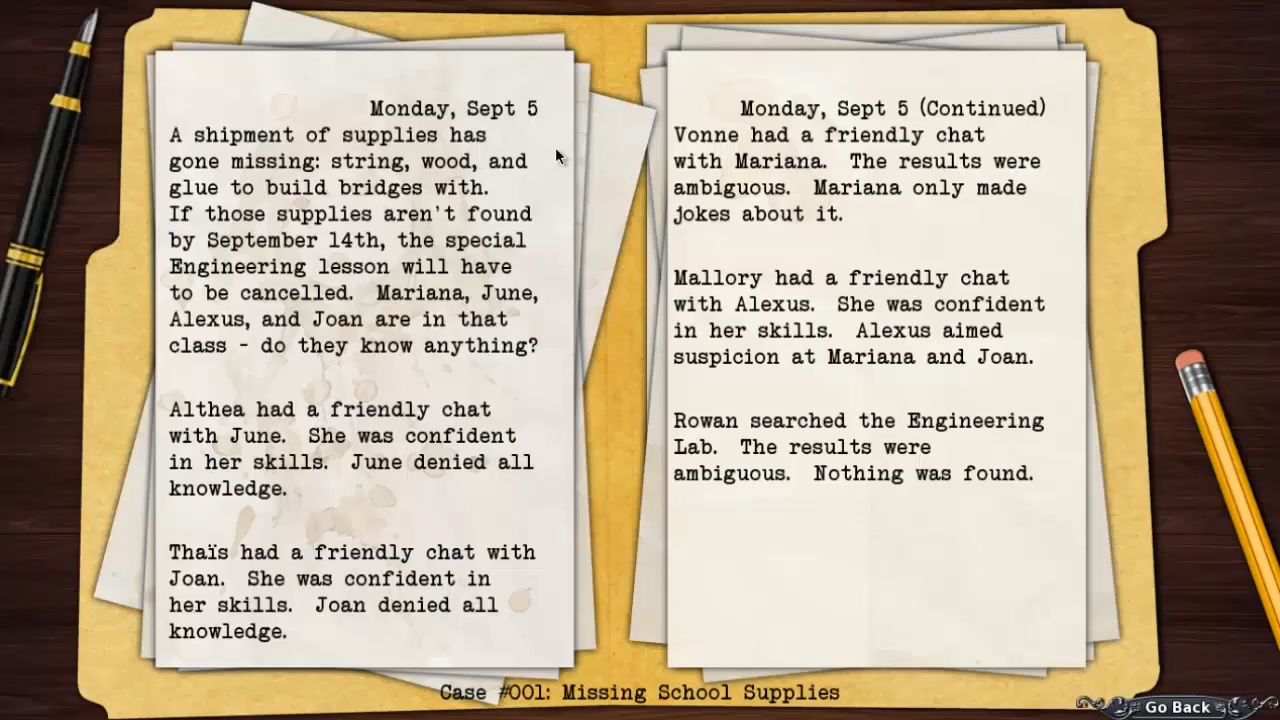 Monday, Sept 5
A shipment of supplies has
gone missing: string, wood, and
glue to build bridges with.
If those supplies aren't found
by September 14th, the special
Engineering lesson will have
to be cancelled.  Mariana, June,
Alexus, and Joan are in that
class - do they know anything?
Althea had a friendly chat
with June.  She was confident
in her skills.  June denied all
knowledge.
Thaïs had a friendly chat with
Joan.  She was confident in
her skills.  Joan denied all
knowledge.
Monday, Sept 5 (Continued)
Vonne had a friendly chat
with Mariana.  The results were
ambiguous.  Mariana only made
jokes about it.
Mallory had a friendly chat
with Alexus.  She was confident
in her skills.  Alexus aimed
suspicion at Mariana and Joan.
Rowan searched the Engineering
Lab.  The results were
ambiguous.  Nothing was found.
Case #001: Missing School Supplies
Go Back